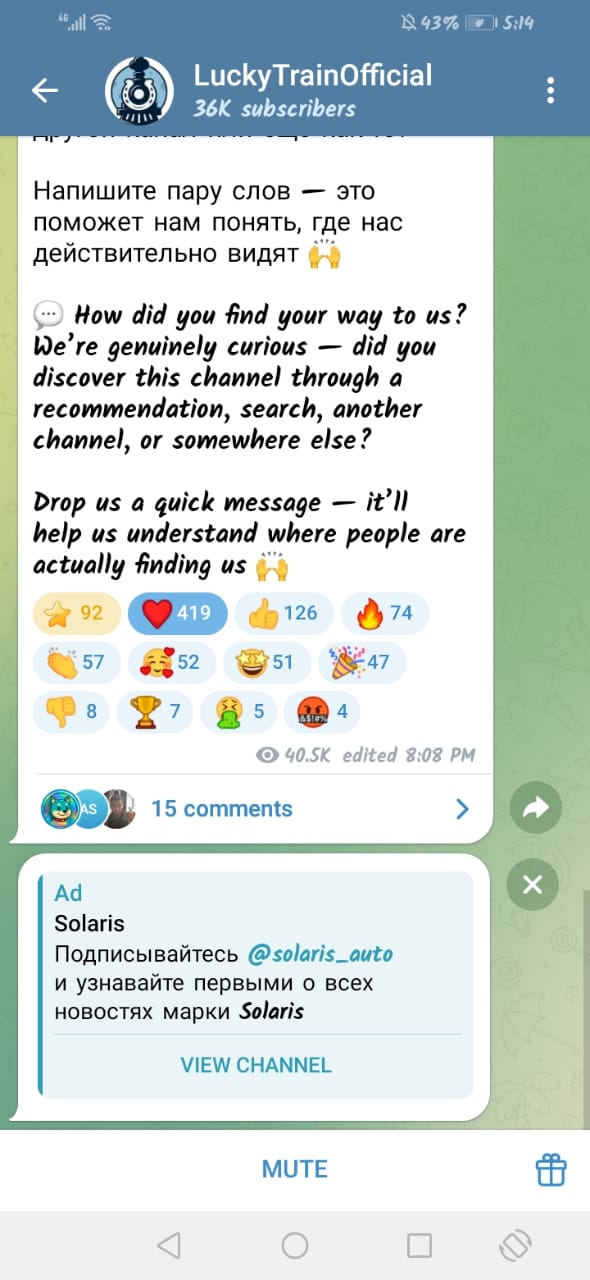 4G 43% 5:14
LuckyTrainOfficial
36K subscribers
Напишите пару слов — это
поможет нам понять, где нас
действительно видят 🙌
💬 How did you find your way to us?
We're genuinely curious — did you
discover this channel through a
recommendation, search, another
channel, or somewhere else?
Drop us a quick message — it'll
help us understand where people are
actually finding us 🙌
⭐ 92 ❤️ 419 👍 126 🔥 74
👏 57 🥰 52 🤩 51 🎉 47
👎 8 🏆 7 🤮 5 🤬 4
40.5K edited 8:08 PM
AS 15 comments
Ad
Solaris
Подписывайтесь @solaris_auto
и узнавайте первыми о всех
новостях марки Solaris
VIEW CHANNEL
MUTE